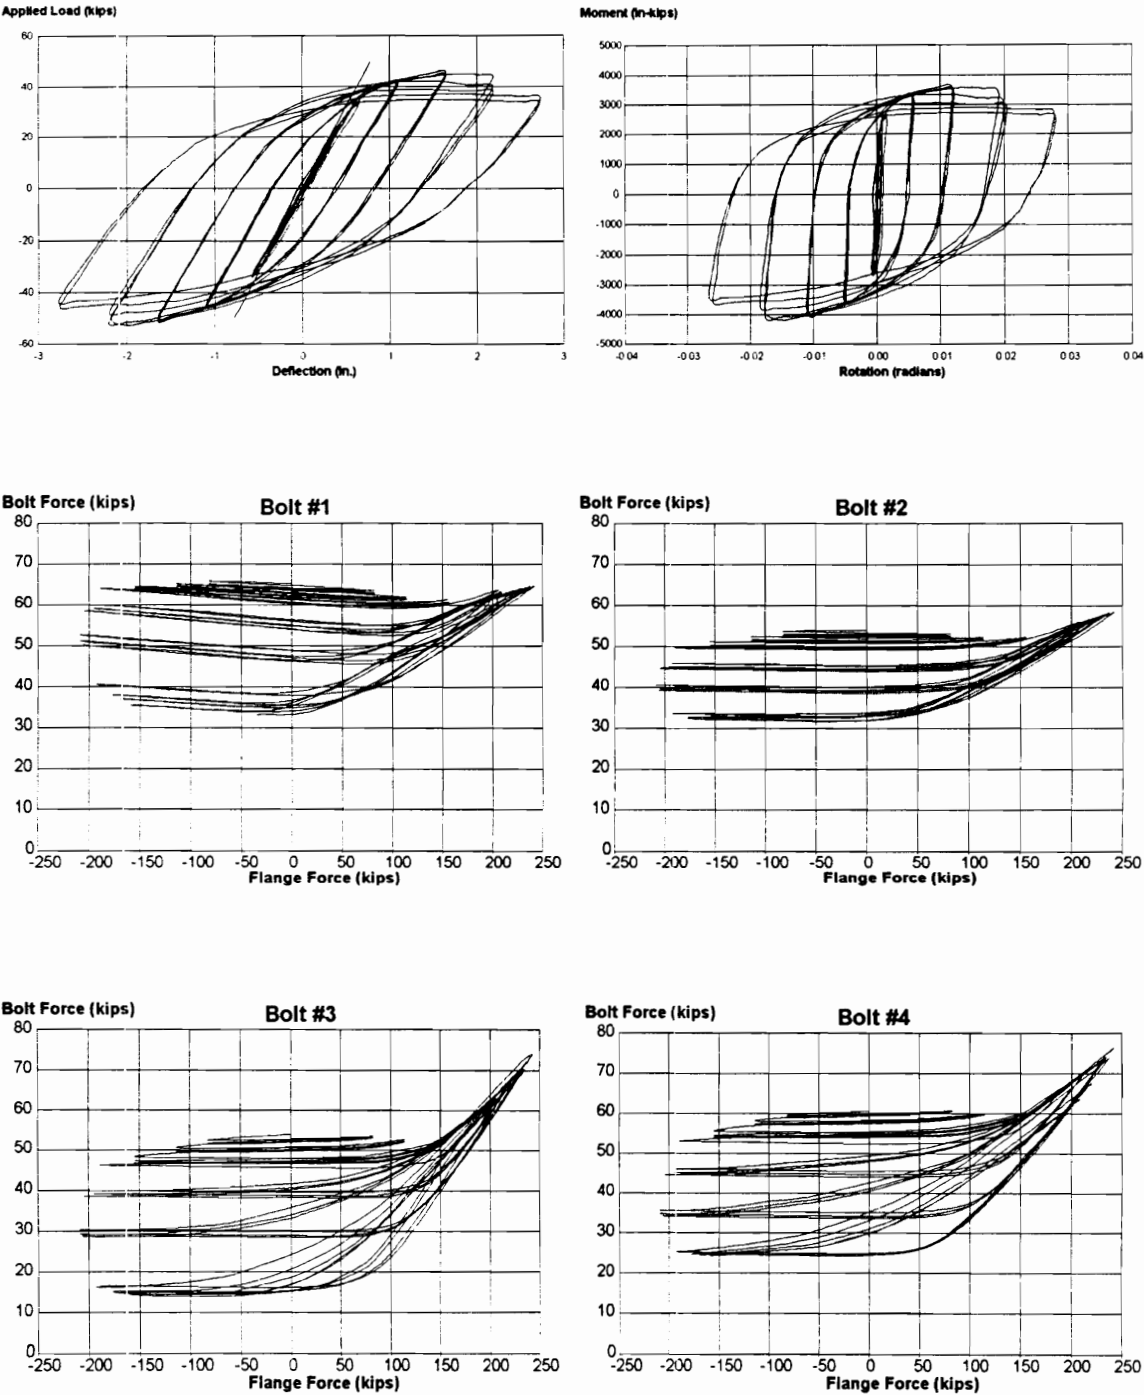 Applied Load (kips)
60
40
20
0
-20
-40
-60
-3 -2 -1 0 1 2 3
Deflection (in.)
Moment (in-kips)
5000
4000
3000
2000
1000
0
-1000
-2000
-3000
-4000
-5000
-0.04 -0.03 -0.02 -0.01 0.00 0.01 0.02 0.03 0.04
Rotation (radians)
Bolt Force (kips)
Bolt #1
80
70
60
50
40
30
20
10
0
-250 -200 -150 -100 -50 0 50 100 150 200 250
Flange Force (kips)
Bolt Force (kips)
Bolt #2
80
70
60
50
40
30
20
10
0
-250 -200 -150 -100 -50 0 50 100 150 200 250
Flange Force (kips)
Bolt Force (kips)
Bolt #3
80
70
60
50
40
30
20
10
0
-250 -200 -150 -100 -50 0 50 100 150 200 250
Flange Force (kips)
Bolt Force (kips)
Bolt #4
80
70
60
50
40
30
20
10
0
-250 -200 -150 -100 -50 0 50 100 150 200 250
Flange Force (kips)